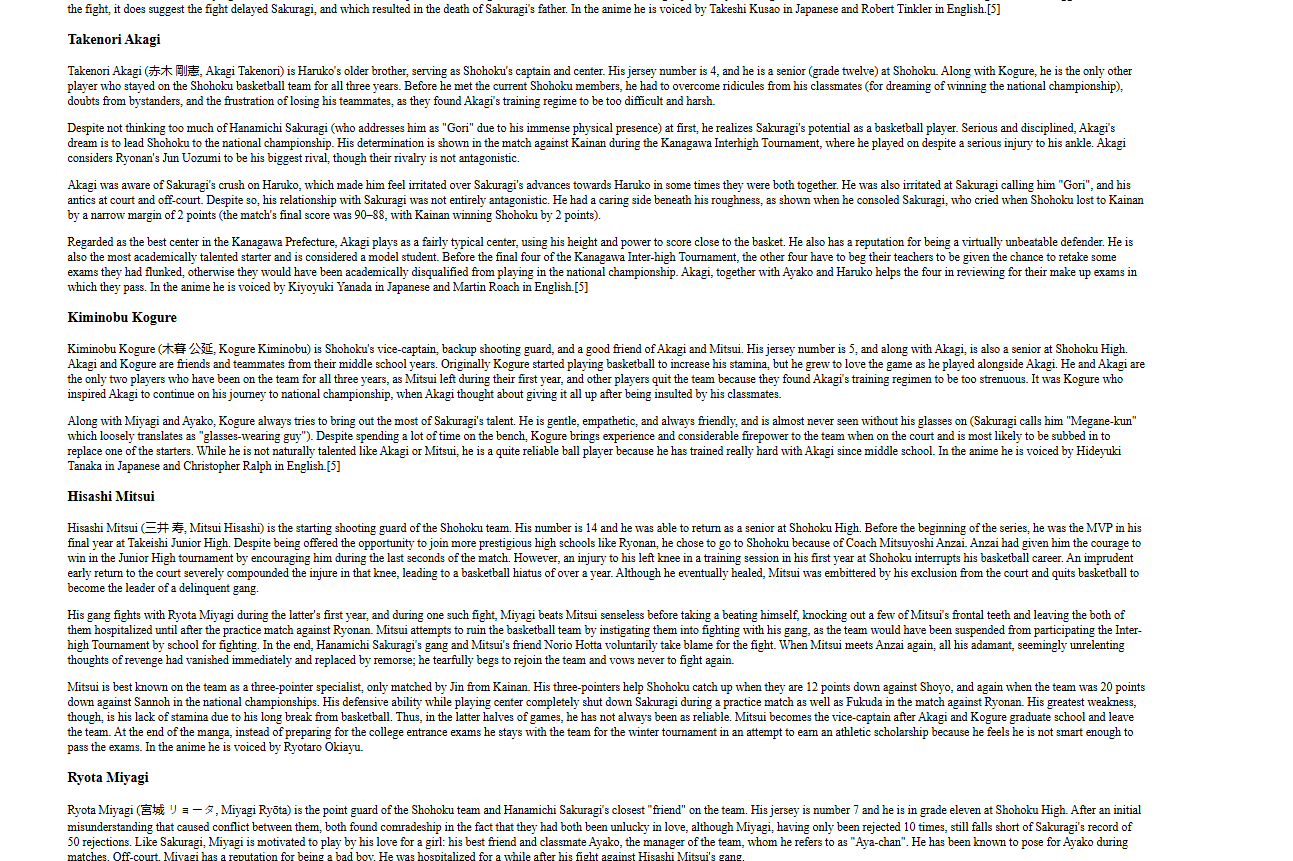 the fight, it does suggest the fight delayed Sakuragi, and which resulted in the death of Sakuragi's father. In the anime he is voiced by Takeshi Kusao in Japanese and Robert Tinkler in English.[5]
Takenori Akagi
Takenori Akagi (赤木 剛憲, Akagi Takenori) is Haruko's older brother, serving as Shohoku's captain and center. His jersey number is 4, and he is a senior (grade twelve) at Shohoku. Along with Kogure, he is the only other
player who stayed on the Shohoku basketball team for all three years. Before he met the current Shohoku members, he had to overcome ridicules from his classmates (for dreaming of winning the national championship),
doubts from bystanders, and the frustration of losing his teammates, as they found Akagi's training regime to be too difficult and harsh.
Despite not thinking too much of Hanamichi Sakuragi (who addresses him as "Gori" due to his immense physical presence) at first, he realizes Sakuragi's potential as a basketball player. Serious and disciplined, Akagi's
dream is to lead Shohoku to the national championship. His determination is shown in the match against Kainan during the Kanagawa Interhigh Tournament, where he played on despite a serious injury to his ankle. Akagi
considers Ryonan's Jun Uozumi to be his biggest rival, though their rivalry is not antagonistic.
Akagi was aware of Sakuragi's crush on Haruko, which made him feel irritated over Sakuragi's advances towards Haruko in some times they were both together. He was also irritated at Sakuragi calling him "Gori", and his
antics at court and off-court. Despite so, his relationship with Sakuragi was not entirely antagonistic. He had a caring side beneath his roughness, as shown when he consoled Sakuragi, who cried when Shohoku lost to Kainan
by a narrow margin of 2 points (the match's final score was 90–88, with Kainan winning Shohoku by 2 points).
Regarded as the best center in the Kanagawa Prefecture, Akagi plays as a fairly typical center, using his height and power to score close to the basket. He also has a reputation for being a virtually unbeatable defender. He is
also the most academically talented starter and is considered a model student. Before the final four of the Kanagawa Inter-high Tournament, the other four have to beg their teachers to be given the chance to retake some
exams they had flunked, otherwise they would have been academically disqualified from playing in the national championship. Akagi, together with Ayako and Haruko helps the four in reviewing for their make up exams in
which they pass. In the anime he is voiced by Kiyoyuki Yanada in Japanese and Martin Roach in English.[5]
Kiminobu Kogure
Kiminobu Kogure (木暮 公延, Kogure Kiminobu) is Shohoku's vice-captain, backup shooting guard, and a good friend of Akagi and Mitsui. His jersey number is 5, and along with Akagi, is also a senior at Shohoku High.
Akagi and Kogure are friends and teammates from their middle school years. Originally Kogure started playing basketball to increase his stamina, but he grew to love the game as he played alongside Akagi. He and Akagi are
the only two players who have been on the team for all three years, as Mitsui left during their first year, and other players quit the team because they found Akagi's training regimen to be too strenuous. It was Kogure who
inspired Akagi to continue on his journey to national championship, when Akagi thought about giving it all up after being insulted by his classmates.
Along with Miyagi and Ayako, Kogure always tries to bring out the most of Sakuragi's talent. He is gentle, empathetic, and always friendly, and is almost never seen without his glasses on (Sakuragi calls him "Megane-kun"
which loosely translates as "glasses-wearing guy"). Despite spending a lot of time on the bench, Kogure brings experience and considerable firepower to the team when on the court and is most likely to be subbed in to
replace one of the starters. While he is not naturally talented like Akagi or Mitsui, he is a quite reliable ball player because he has trained really hard with Akagi since middle school. In the anime he is voiced by Hideyuki
Tanaka in Japanese and Christopher Ralph in English.[5]
Hisashi Mitsui
Hisashi Mitsui (三井 寿, Mitsui Hisashi) is the starting shooting guard of the Shohoku team. His number is 14 and he was able to return as a senior at Shohoku High. Before the beginning of the series, he was the MVP in his
final year at Takeishi Junior High. Despite being offered the opportunity to join more prestigious high schools like Ryonan, he chose to go to Shohoku because of Coach Mitsuyoshi Anzai. Anzai had given him the courage to
win in the Junior High tournament by encouraging him during the last seconds of the match. However, an injury to his left knee in a training session in his first year at Shohoku interrupts his basketball career. An imprudent
early return to the court severely compounded the injure in that knee, leading to a basketball hiatus of over a year. Although he eventually healed, Mitsui was embittered by his exclusion from the court and quits basketball to
become the leader of a delinquent gang.
His gang fights with Ryota Miyagi during the latter's first year, and during one such fight, Miyagi beats Mitsui senseless before taking a beating himself, knocking out a few of Mitsui's frontal teeth and leaving the both of
them hospitalized until after the practice match against Ryonan. Mitsui attempts to ruin the basketball team by instigating them into fighting with his gang, as the team would have been suspended from participating the Inter-
high Tournament by school for fighting. In the end, Hanamichi Sakuragi's gang and Mitsui's friend Norio Hotta voluntarily take blame for the fight. When Mitsui meets Anzai again, all his adamant, seemingly unrelenting
thoughts of revenge had vanished immediately and replaced by remorse; he tearfully begs to rejoin the team and vows never to fight again.
Mitsui is best known on the team as a three-pointer specialist, only matched by Jin from Kainan. His three-pointers help Shohoku catch up when they are 12 points down against Shoyo, and again when the team was 20 points
down against Sannoh in the national championships. His defensive ability while playing center completely shut down Sakuragi during a practice match as well as Fukuda in the match against Ryonan. His greatest weakness,
though, is his lack of stamina due to his long break from basketball. Thus, in the latter halves of games, he has not always been as reliable. Mitsui becomes the vice-captain after Akagi and Kogure graduate school and leave
the team. At the end of the manga, instead of preparing for the college entrance exams he stays with the team for the winter tournament in an attempt to earn an athletic scholarship because he feels he is not smart enough to
pass the exams. In the anime he is voiced by Ryotaro Okiayu.
Ryota Miyagi
Ryota Miyagi (宮城 リョータ, Miyagi Ryōta) is the point guard of the Shohoku team and Hanamichi Sakuragi's closest "friend" on the team. His jersey is number 7 and he is in grade eleven at Shohoku High. After an initial
misunderstanding that caused conflict between them, both found comradeship in the fact that they had both been unlucky in love, although Miyagi, having only been rejected 10 times, still falls short of Sakuragi's record of
50 rejections. Like Sakuragi, Miyagi is motivated to play by his love for a girl: his best friend and classmate Ayako, the manager of the team, whom he refers to as "Aya-chan". He has been known to pose for Ayako during
matches. Off-court, Miyagi has a reputation for being a bad boy. He was hospitalized for a while after his fight against Hisashi Mitsui's gang.